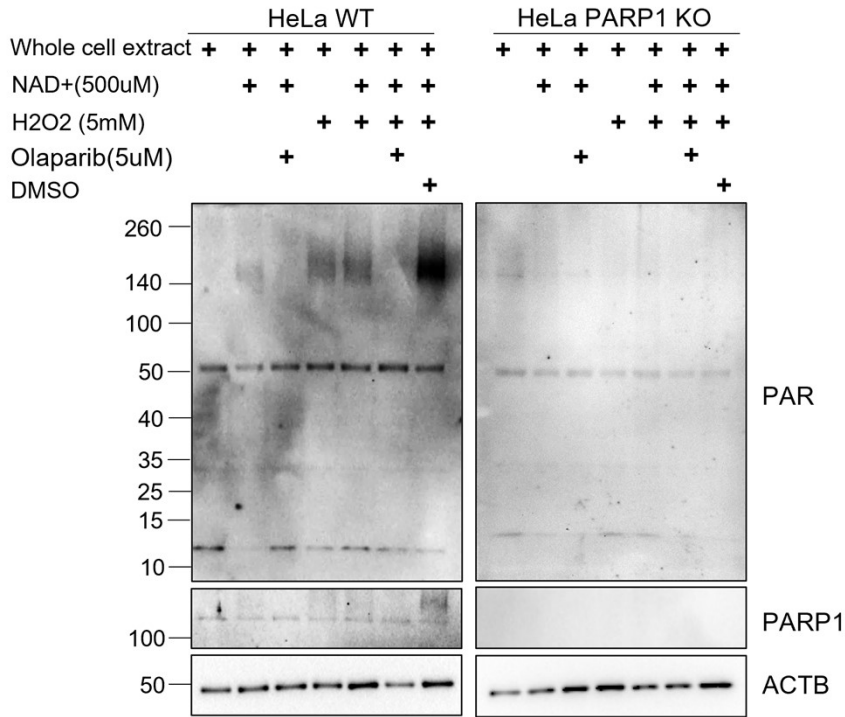 HeLa WT HeLa PARP1 KO
Whole cell extract + + + + + + + + + + + + + +
NAD+(500uM) + + + + + + + + + +
H2O2 (5mM) + + + + + + + +
Olaparib(5uM) + + + +
DMSO + +
260
140
100
50
40
35
25
15
10
PAR
100
PARP1
50
ACTB